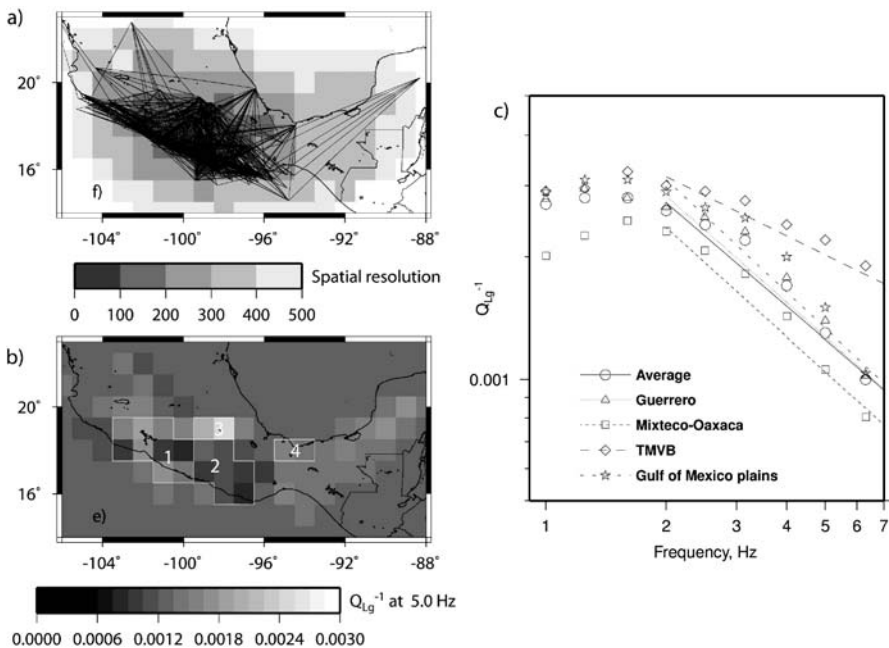 a)
20°
16°
f)
-104 -100° -96° -92° -88°
Spatial resolution
0 100 200 300 400 500
b)
20°
16°
1
2
3
4
e)
-104° -100° -96° -92° -88°
Q_Lg^-1 at 5.0 Hz
0.0000 0.0006 0.0012 0.0018 0.0024 0.0030
c)
Q_Lg^-1
0.001
Average
Guerrero
Mixteco-Oaxaca
TMVB
Gulf of Mexico plains
1 2 3 4 5 6 7
Frequency, Hz